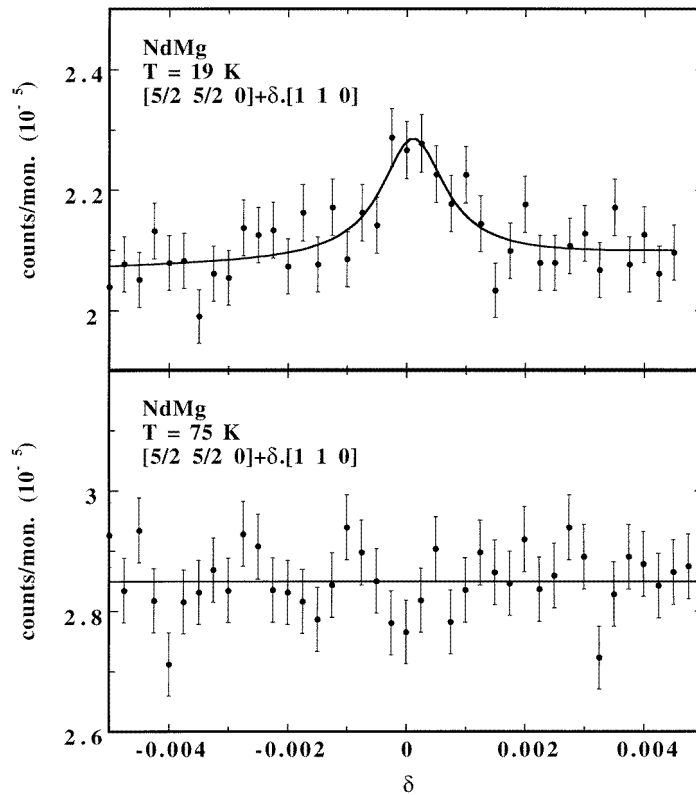 2.4
2.2
2
counts/mon. (10⁻⁵)
NdMg
T = 19 K
[5/2 5/2 0]+δ.[1 1 0]
3
2.8
2.6
counts/mon. (10⁻⁵)
NdMg
T = 75 K
[5/2 5/2 0]+δ.[1 1 0]
-0.004 -0.002 0 0.002 0.004
δ